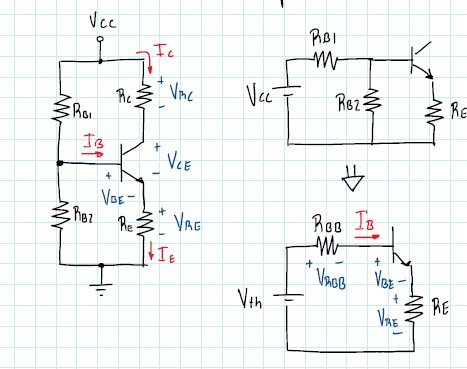 VCC
IC
RB1
RC
+
VRC
-
IB
+
VCE
-
+
VBE
-
RB2
RE
+
VRE
-
IE
RB1
VCC
RB2
RE
RBB
IB
+
VRBB
-
Vth
+
VBE
-
+
VRE
-
RE